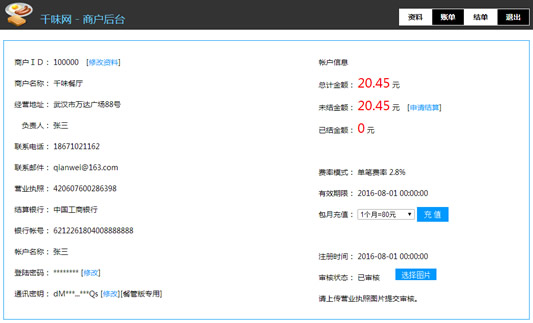 千味网 - 商户后台
资料 账单 结单 退出
商户ID： 100000 [修改资料]
商户名称： 千味餐厅
经营地址： 武汉市万达广场88号
负责人： 张三
联系电话： 18671021162
联系邮件： qianwei@163.com
营业执照： 420607600286398
结算银行： 中国工商银行
银行帐号： 6212261804008888888
帐户名称： 张三
登陆密码： ******** [修改]
通讯密钥： dM***...***Qs [修改][餐管版专用]
帐户信息
总计金额： 20.45 元
未结金额： 20.45 元 [申请结算]
已结金额： 0 元
费率模式： 单笔费率 2.8%
有效期限： 2016-08-01 00:00:00
包月充值： 1个月=80元 充 值
注册时间： 2016-08-01 00:00:00
审核状态： 已审核 选择图片
请上传营业执照图片提交审核。